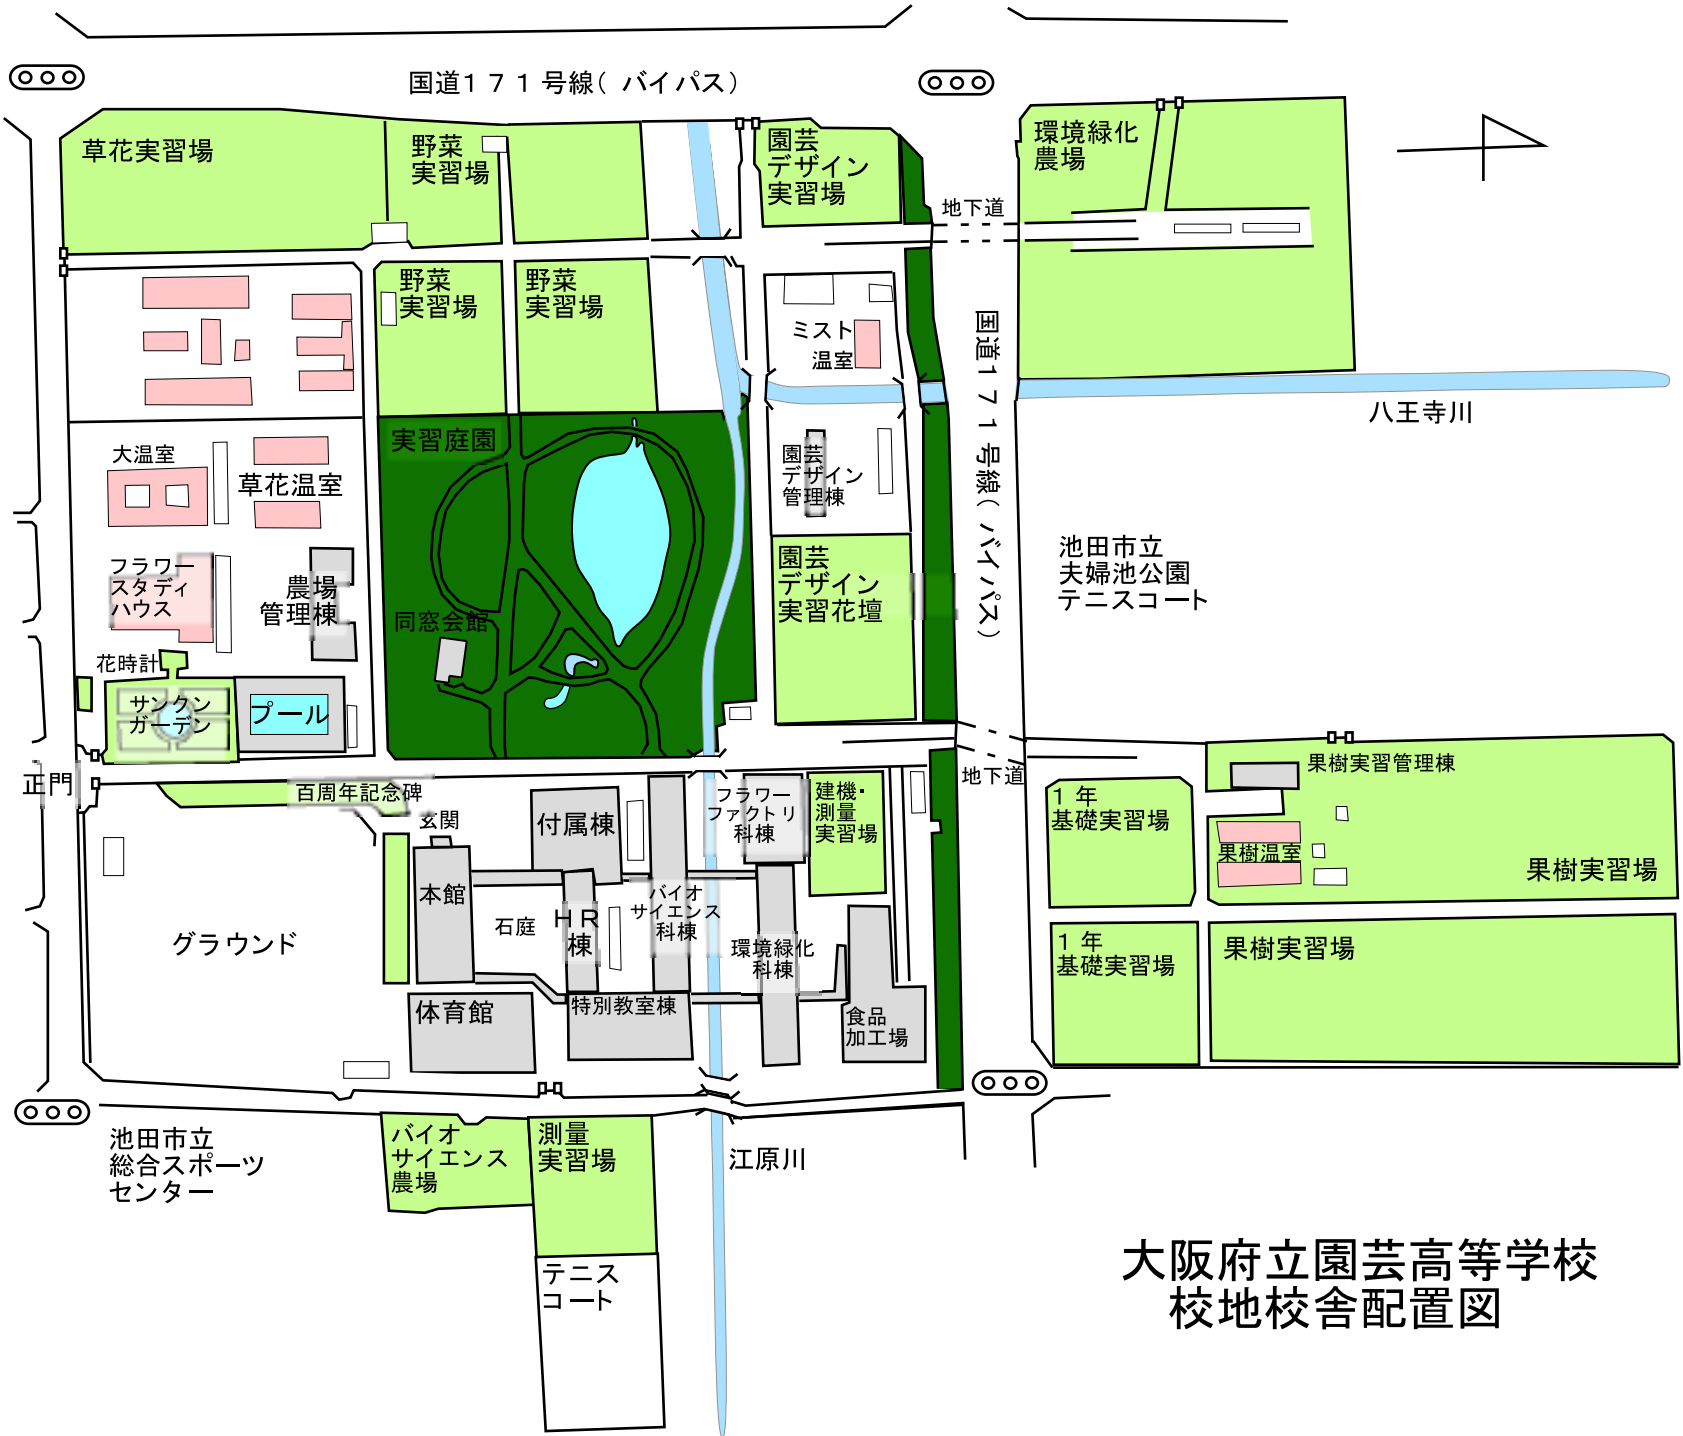 国道171号線(バイパス)
草花実習場
野菜
実習場
園芸
デザイン
実習場
環境緑化
農場
地下道
野菜
実習場
野菜
実習場
ミスト
温室
国道171号線(バイパス)
八王寺川
大温室
草花温室
実習庭園
園芸
デザイン
管理棟
フラワー
スタディ
ハウス
農場
管理棟
同窓会館
園芸
デザイン
実習花壇
池田市立
夫婦池公園
テニスコート
花時計
サンクン
ガーデン
プール
正門
百周年記念碑
玄関
付属棟
フラワー
ファクトリ
科棟
建機・
測量
実習場
地下道
1年
基礎実習場
果樹実習管理棟
果樹温室
果樹実習場
本館
石庭
HR
棟
バイオ
サイエンス
科棟
環境緑化
科棟
グラウンド
体育館
特別教室棟
食品
加工場
1年
基礎実習場
果樹実習場
池田市立
総合スポーツ
センター
バイオ
サイエンス
農場
測量
実習場
江原川
テニス
コート
大阪府立園芸高等学校
校地校舎配置図